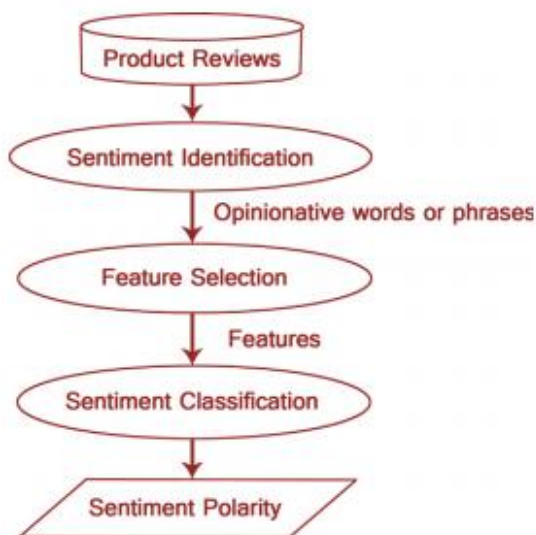 Product Reviews
Sentiment Identification
Opinionative words or phrases
Feature Selection
Features
Sentiment Classification
Sentiment Polarity